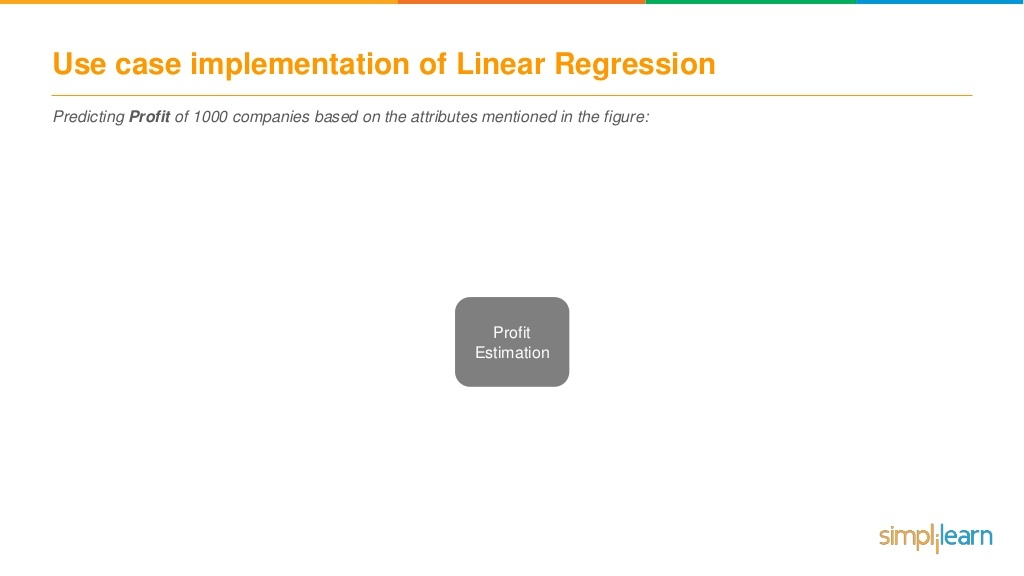 Use case implementation of Linear Regression
Predicting Profit of 1000 companies based on the attributes mentioned in the figure:
Profit
Estimation
simplilearn